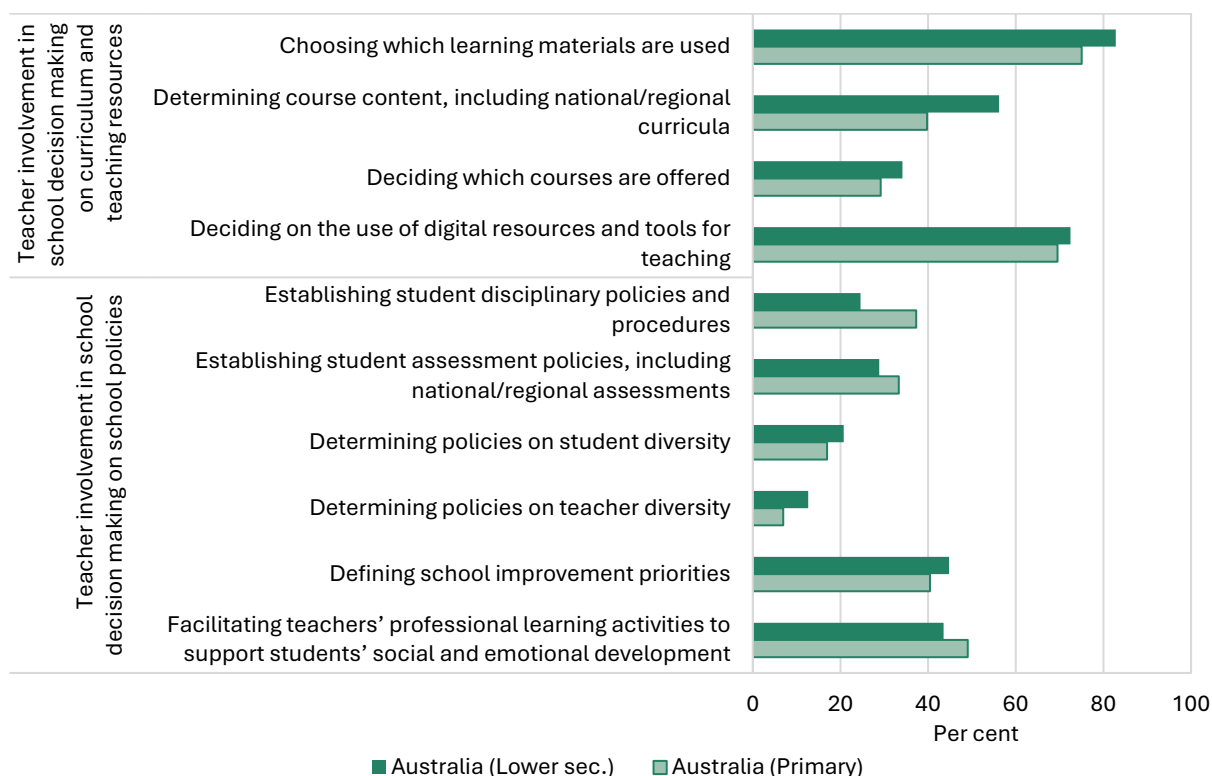 Teacher involvement in
school decision making
on curriculum and
teaching resources
Choosing which learning materials are used
Determining course content, including national/regional
curricula
Deciding which courses are offered
Deciding on the use of digital resources and tools for
teaching
Teacher involvement in school
decision making on school policies
Establishing student disciplinary policies and
procedures
Establishing student assessment policies, including
national/regional assessments
Determining policies on student diversity
Determining policies on teacher diversity
Defining school improvement priorities
Facilitating teachers’ professional learning activities to
support students’ social and emotional development
0 20 40 60 80 100
Per cent
Australia (Lower sec.) Australia (Primary)